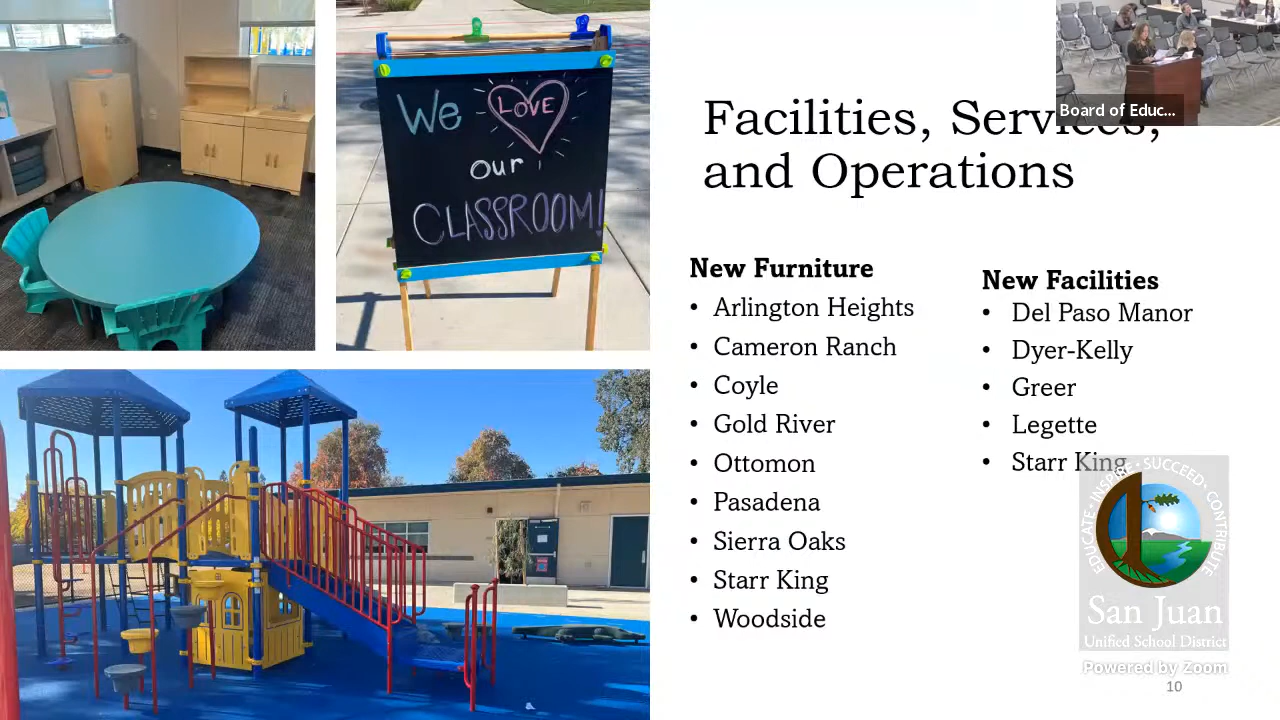 We LOVE
our
CLASSROOM!
Board of Educ...
Facilities, Services,
and Operations
New Furniture
• Arlington Heights
• Cameron Ranch
• Coyle
• Gold River
• Ottomon
• Pasadena
• Sierra Oaks
• Starr King
• Woodside
New Facilities
• Del Paso Manor
• Dyer-Kelly
• Greer
• Legette
• Starr King
EDUCATE • INSPIRE • SUCCEED • CONTRIBUTE
San Juan
Unified School District
Powered by Zoom
10